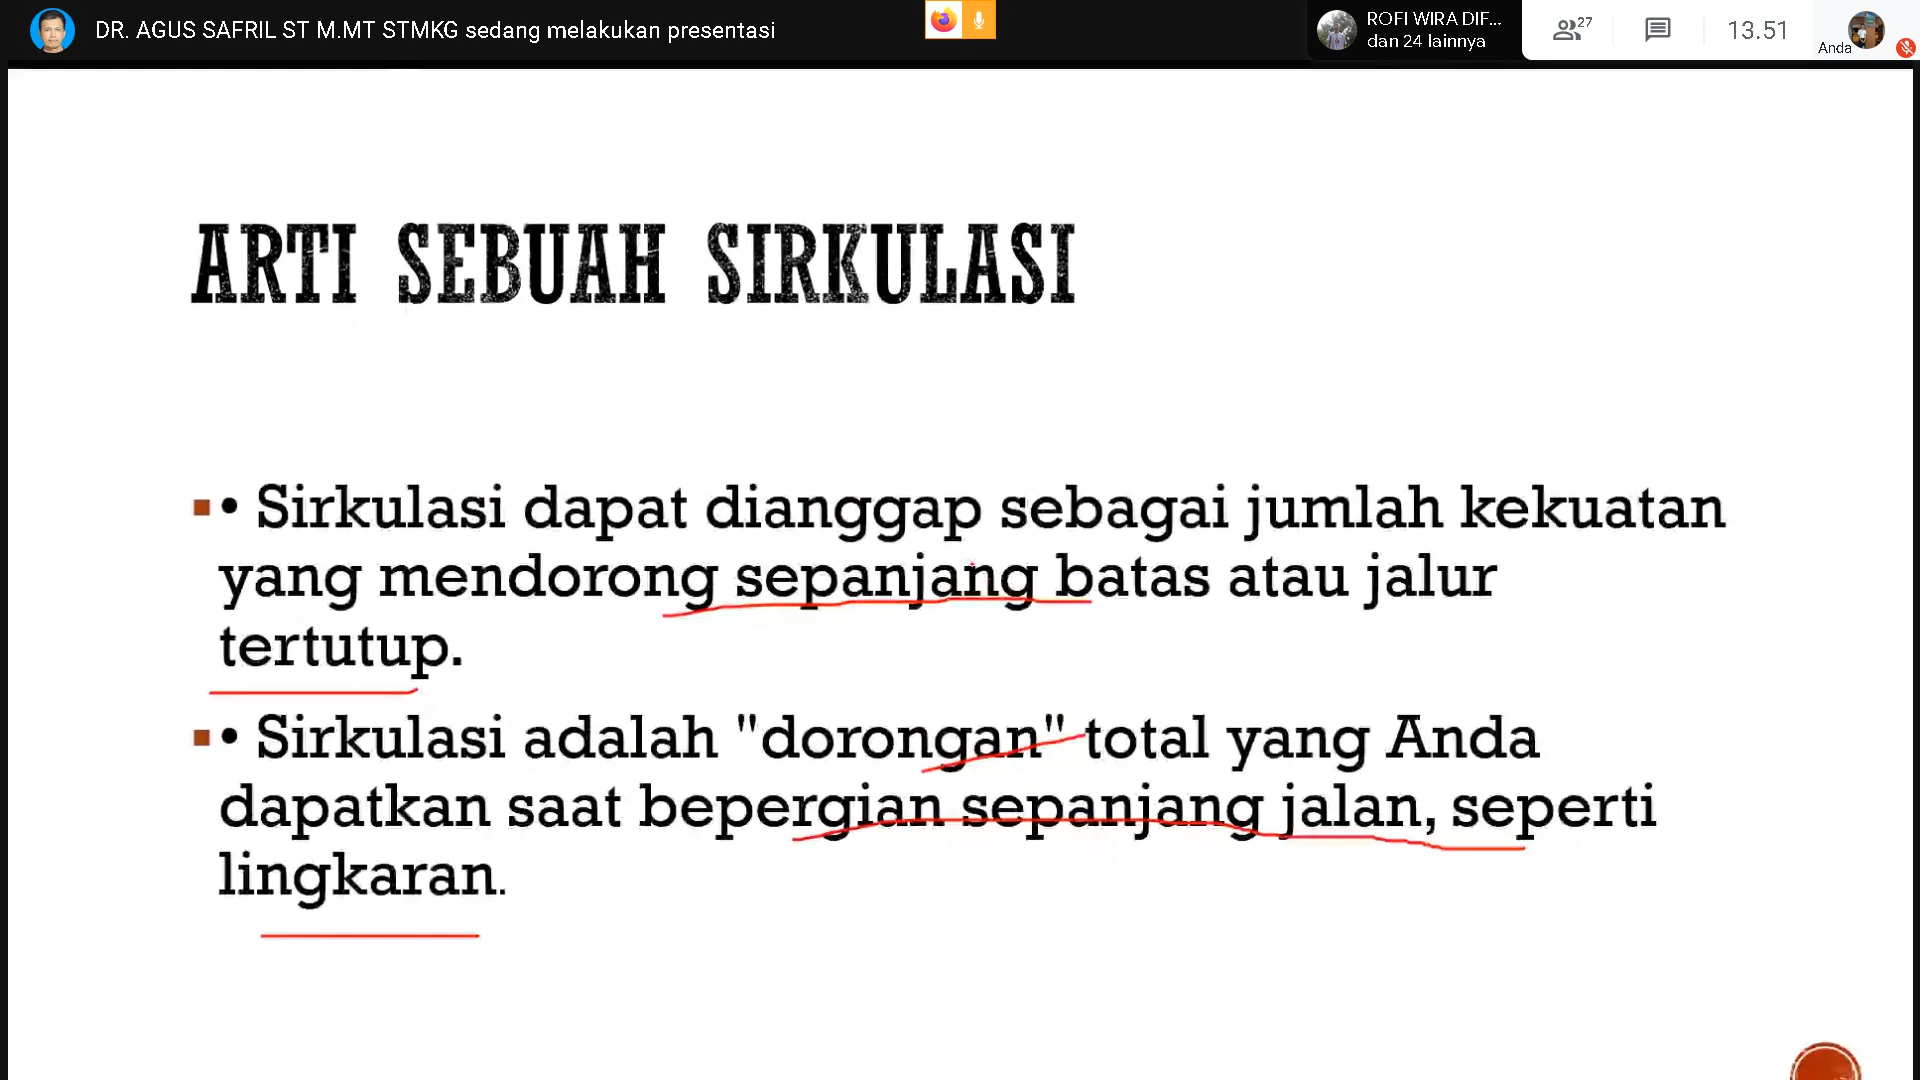 DR. AGUS SAFRIL ST M.MT STMKG sedang melakukan presentasi
ROFI WIRA DIF...
dan 24 lainnya
27
13.51
Anda
ARTI SEBUAH SIRKULASI
• Sirkulasi dapat dianggap sebagai jumlah kekuatan
yang mendorong sepanjang batas atau jalur
tertutup.
• Sirkulasi adalah "dorongan" total yang Anda
dapatkan saat bepergian sepanjang jalan, seperti
lingkaran.